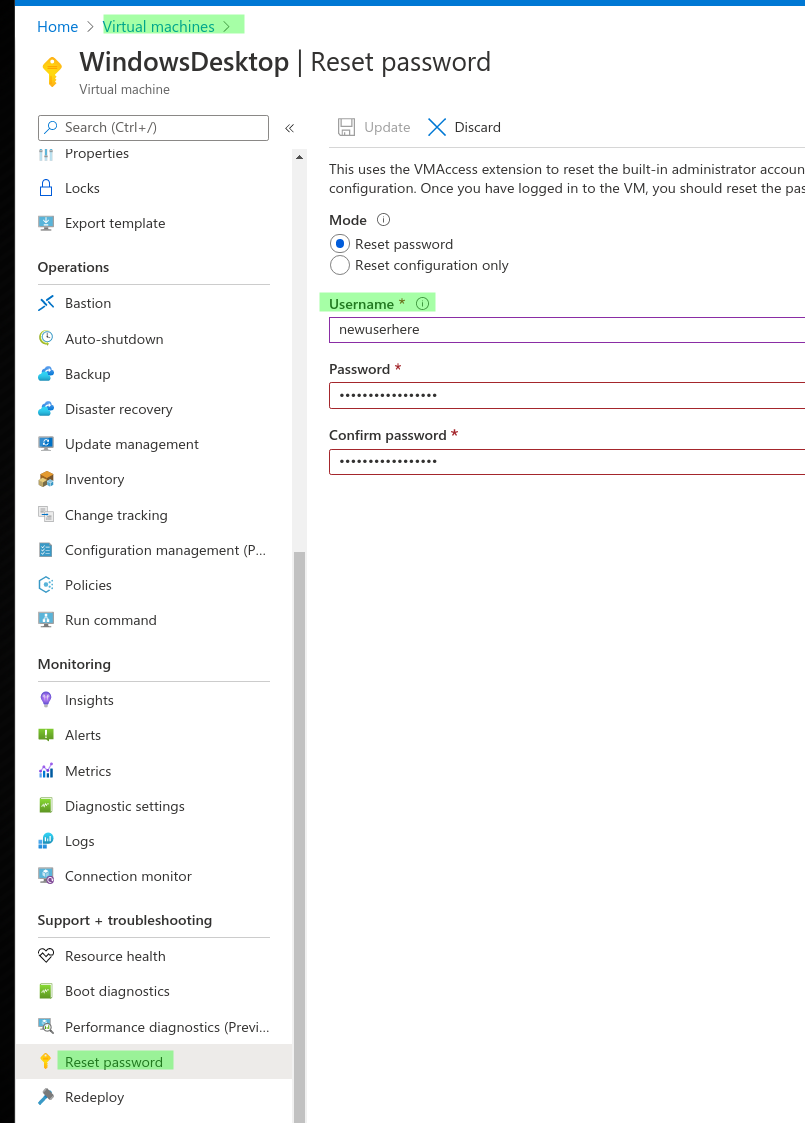 Home > Virtual machines >
WindowsDesktop | Reset password
Virtual machine
Search (Ctrl+/)
«
Properties
Locks
Export template
Operations
Bastion
Auto-shutdown
Backup
Disaster recovery
Update management
Inventory
Change tracking
Configuration management (P...
Policies
Run command
Monitoring
Insights
Alerts
Metrics
Diagnostic settings
Logs
Connection monitor
Support + troubleshooting
Resource health
Boot diagnostics
Performance diagnostics (Previ...
Reset password
Redeploy
Update Discard
This uses the VMAccess extension to reset the built-in administrator accoun
configuration. Once you have logged in to the VM, you should reset the pas
Mode
Reset password
Reset configuration only
Username *
newuserhere
Password *
•••••••••••••••••
Confirm password *
•••••••••••••••••